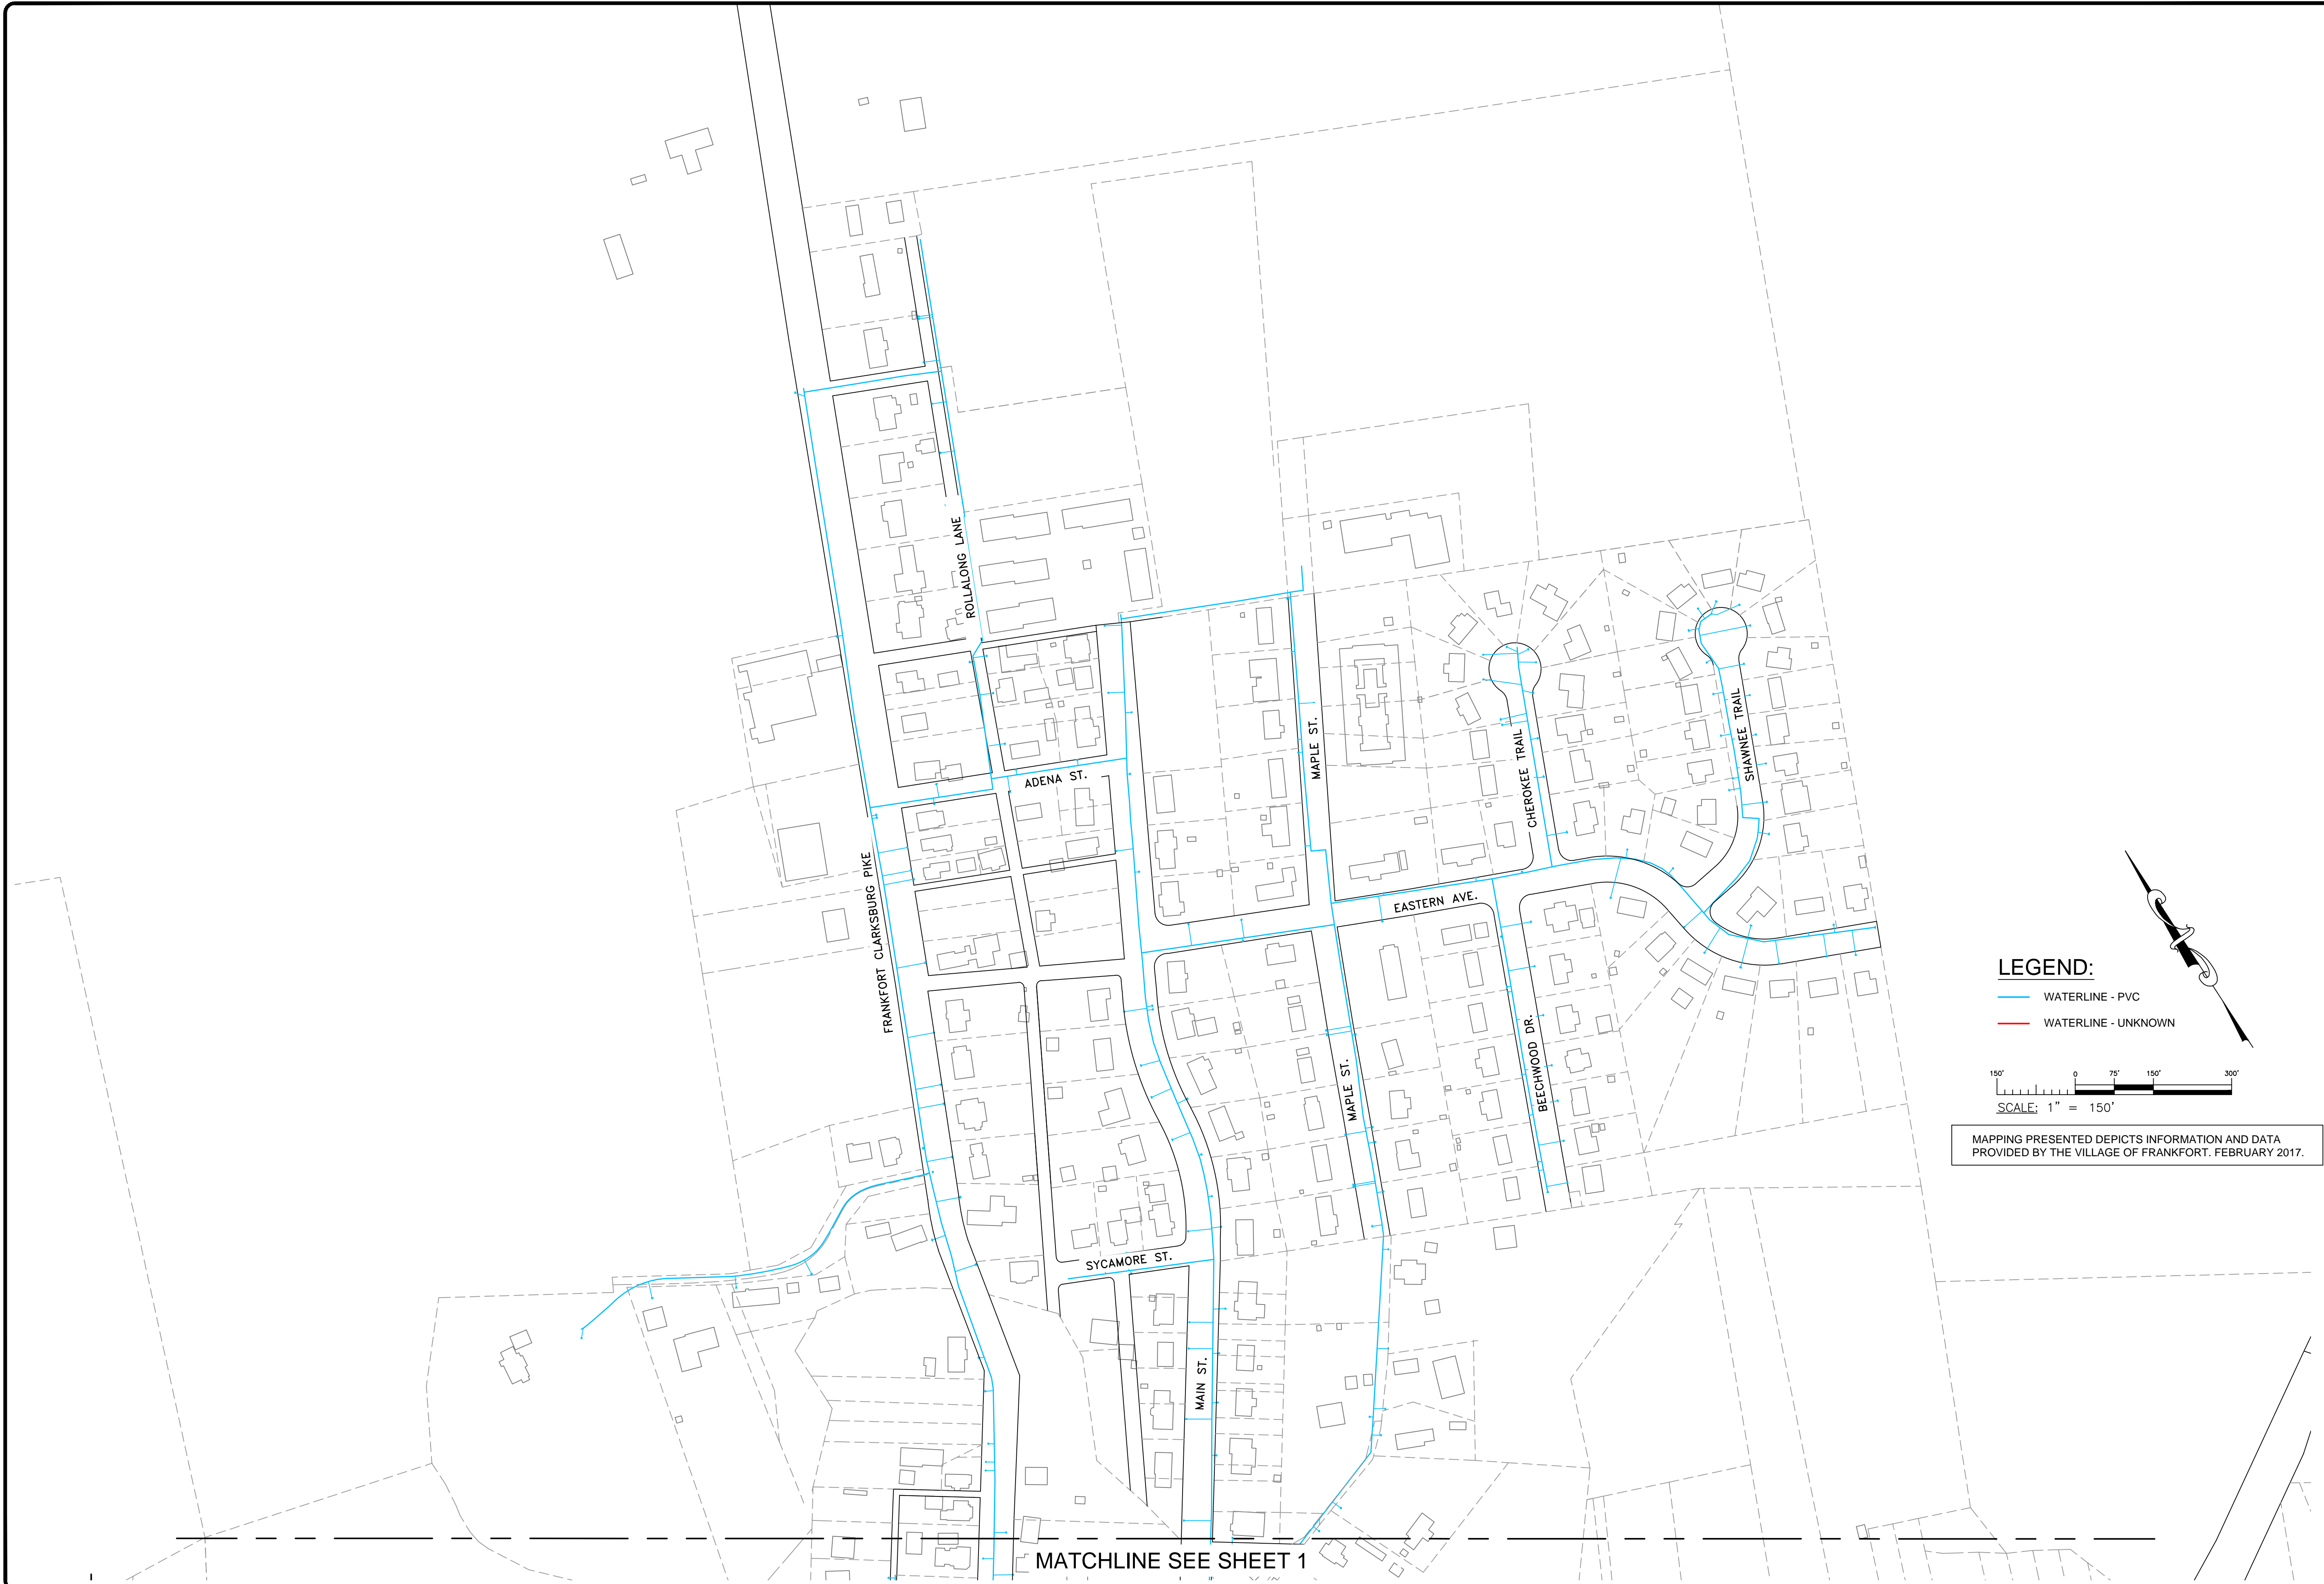 ROLLALONG LANE
ADENA ST.
MAPLE ST.
CHEROKEE TRAIL
SHAWNEE TRAIL
FRANKFORT CLARKSBURG PIKE
EASTERN AVE.
BEECHWOOD DR.
MAPLE ST.
SYCAMORE ST.
MAIN ST.
LEGEND:
WATERLINE - PVC
WATERLINE - UNKNOWN
150' 0 75' 150' 300'
SCALE: 1" = 150'
MAPPING PRESENTED DEPICTS INFORMATION AND DATA
PROVIDED BY THE VILLAGE OF FRANKFORT. FEBRUARY 2017.
MATCHLINE SEE SHEET 1